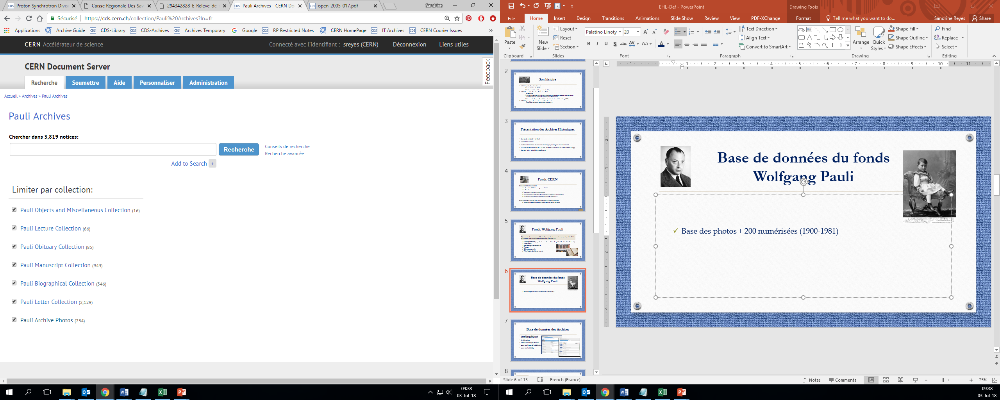 Proton Synchrotron Divis
Caisse Régionale Des Sav
294342828_E_Releve_de_
Pauli Archives - CERN Do
open-2005-017.pdf
Sandrine
Sécurisé
https://cds.cern.ch/collection/Pauli%20Archives?ln=fr
Applications
Archive Guide
CDS-Library
CDS-Archives
Archives Temporary
Google
RP Restricted Notes
CERN HomePage
IT Archives
CERN Courier Issues
»
CERN Accélérateur de science
Connecté avec l'identifiant : sreyes (CERN)
Déconnexion
Liens utiles
CERN Document Server
Feedback
Recherche
Soumettre
Aide
Personnaliser
Administration
Accueil > Archives > Pauli Archives
Pauli Archives
Chercher dans 3,819 notices:
Recherche
Conseils de recherche
Recherche avancée
Add to Search +
Limiter par collection:
Pauli Objects and Miscellaneous Collection (16)
Pauli Lecture Collection (66)
Pauli Obituary Collection (85)
Pauli Manuscript Collection (943)
Pauli Biographical Collection (346)
Pauli Letter Collection (2,129)
Pauli Archive Photos (234)
09:38
03-Jul-18
EHL-Def - PowerPoint
Drawing Tools
File
Home
Insert
Design
Transitions
Animations
Slide Show
Review
View
PDF-XChange
Format
Tell me what you want to do...
Sandrine Reyes
Share
Paste
Clipboard
New
Slide
Layout
Reset
Section
Slides
Palatino Linoty
20
Font
Text Direction
Align Text
Convert to SmartArt
Paragraph
Arrange
Quick
Styles
Shape Fill
Shape Outline
Shape Effects
Drawing
Find
Replace
Select
Editing
2
Son histoire
3
Présentation des Archives Historiques
4
Fonds CERN
5
Fonds Wolfgang Pauli
6
Base de données du fonds
Wolfgang Pauli
Base des photos + 200 numérisées (1900-1981)
7
Base de données des Archives
8
Base de données du fonds
Wolfgang Pauli
WIEN
✓ Base des photos + 200 numérisées (1900-1981)
Slide 6 of 13
French (France)
Notes
Comments
75%
09:38
03-Jul-18